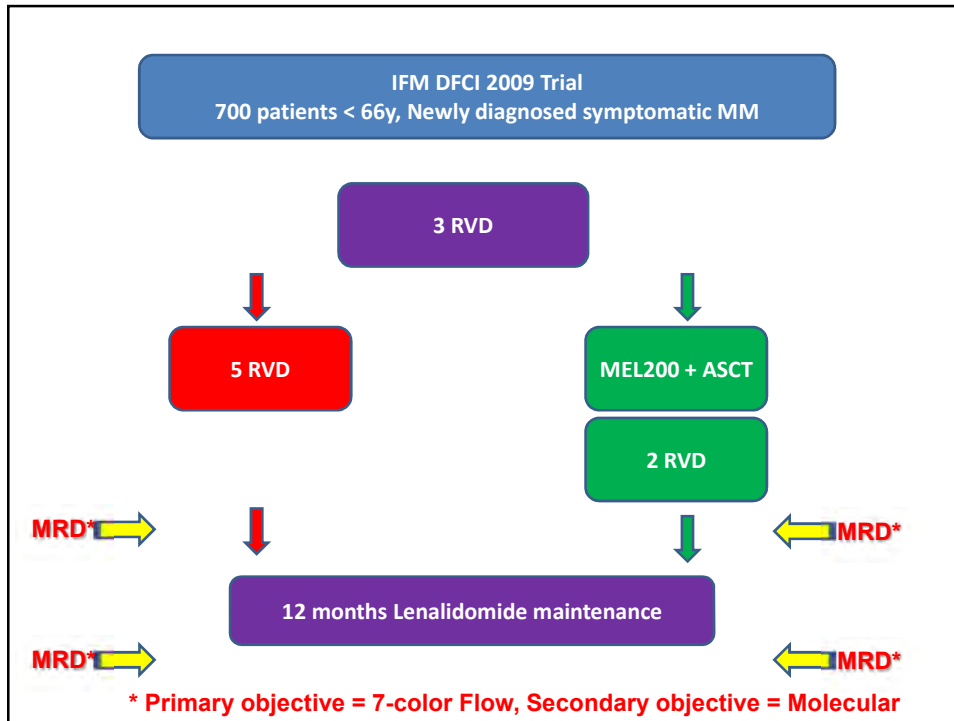 IFM DFCI 2009 Trial
700 patients < 66y, Newly diagnosed symptomatic MM
3 RVD
5 RVD
MEL200 + ASCT
2 RVD
MRD*
MRD*
12 months Lenalidomide maintenance
MRD*
MRD*
* Primary objective = 7-color Flow, Secondary objective = Molecular